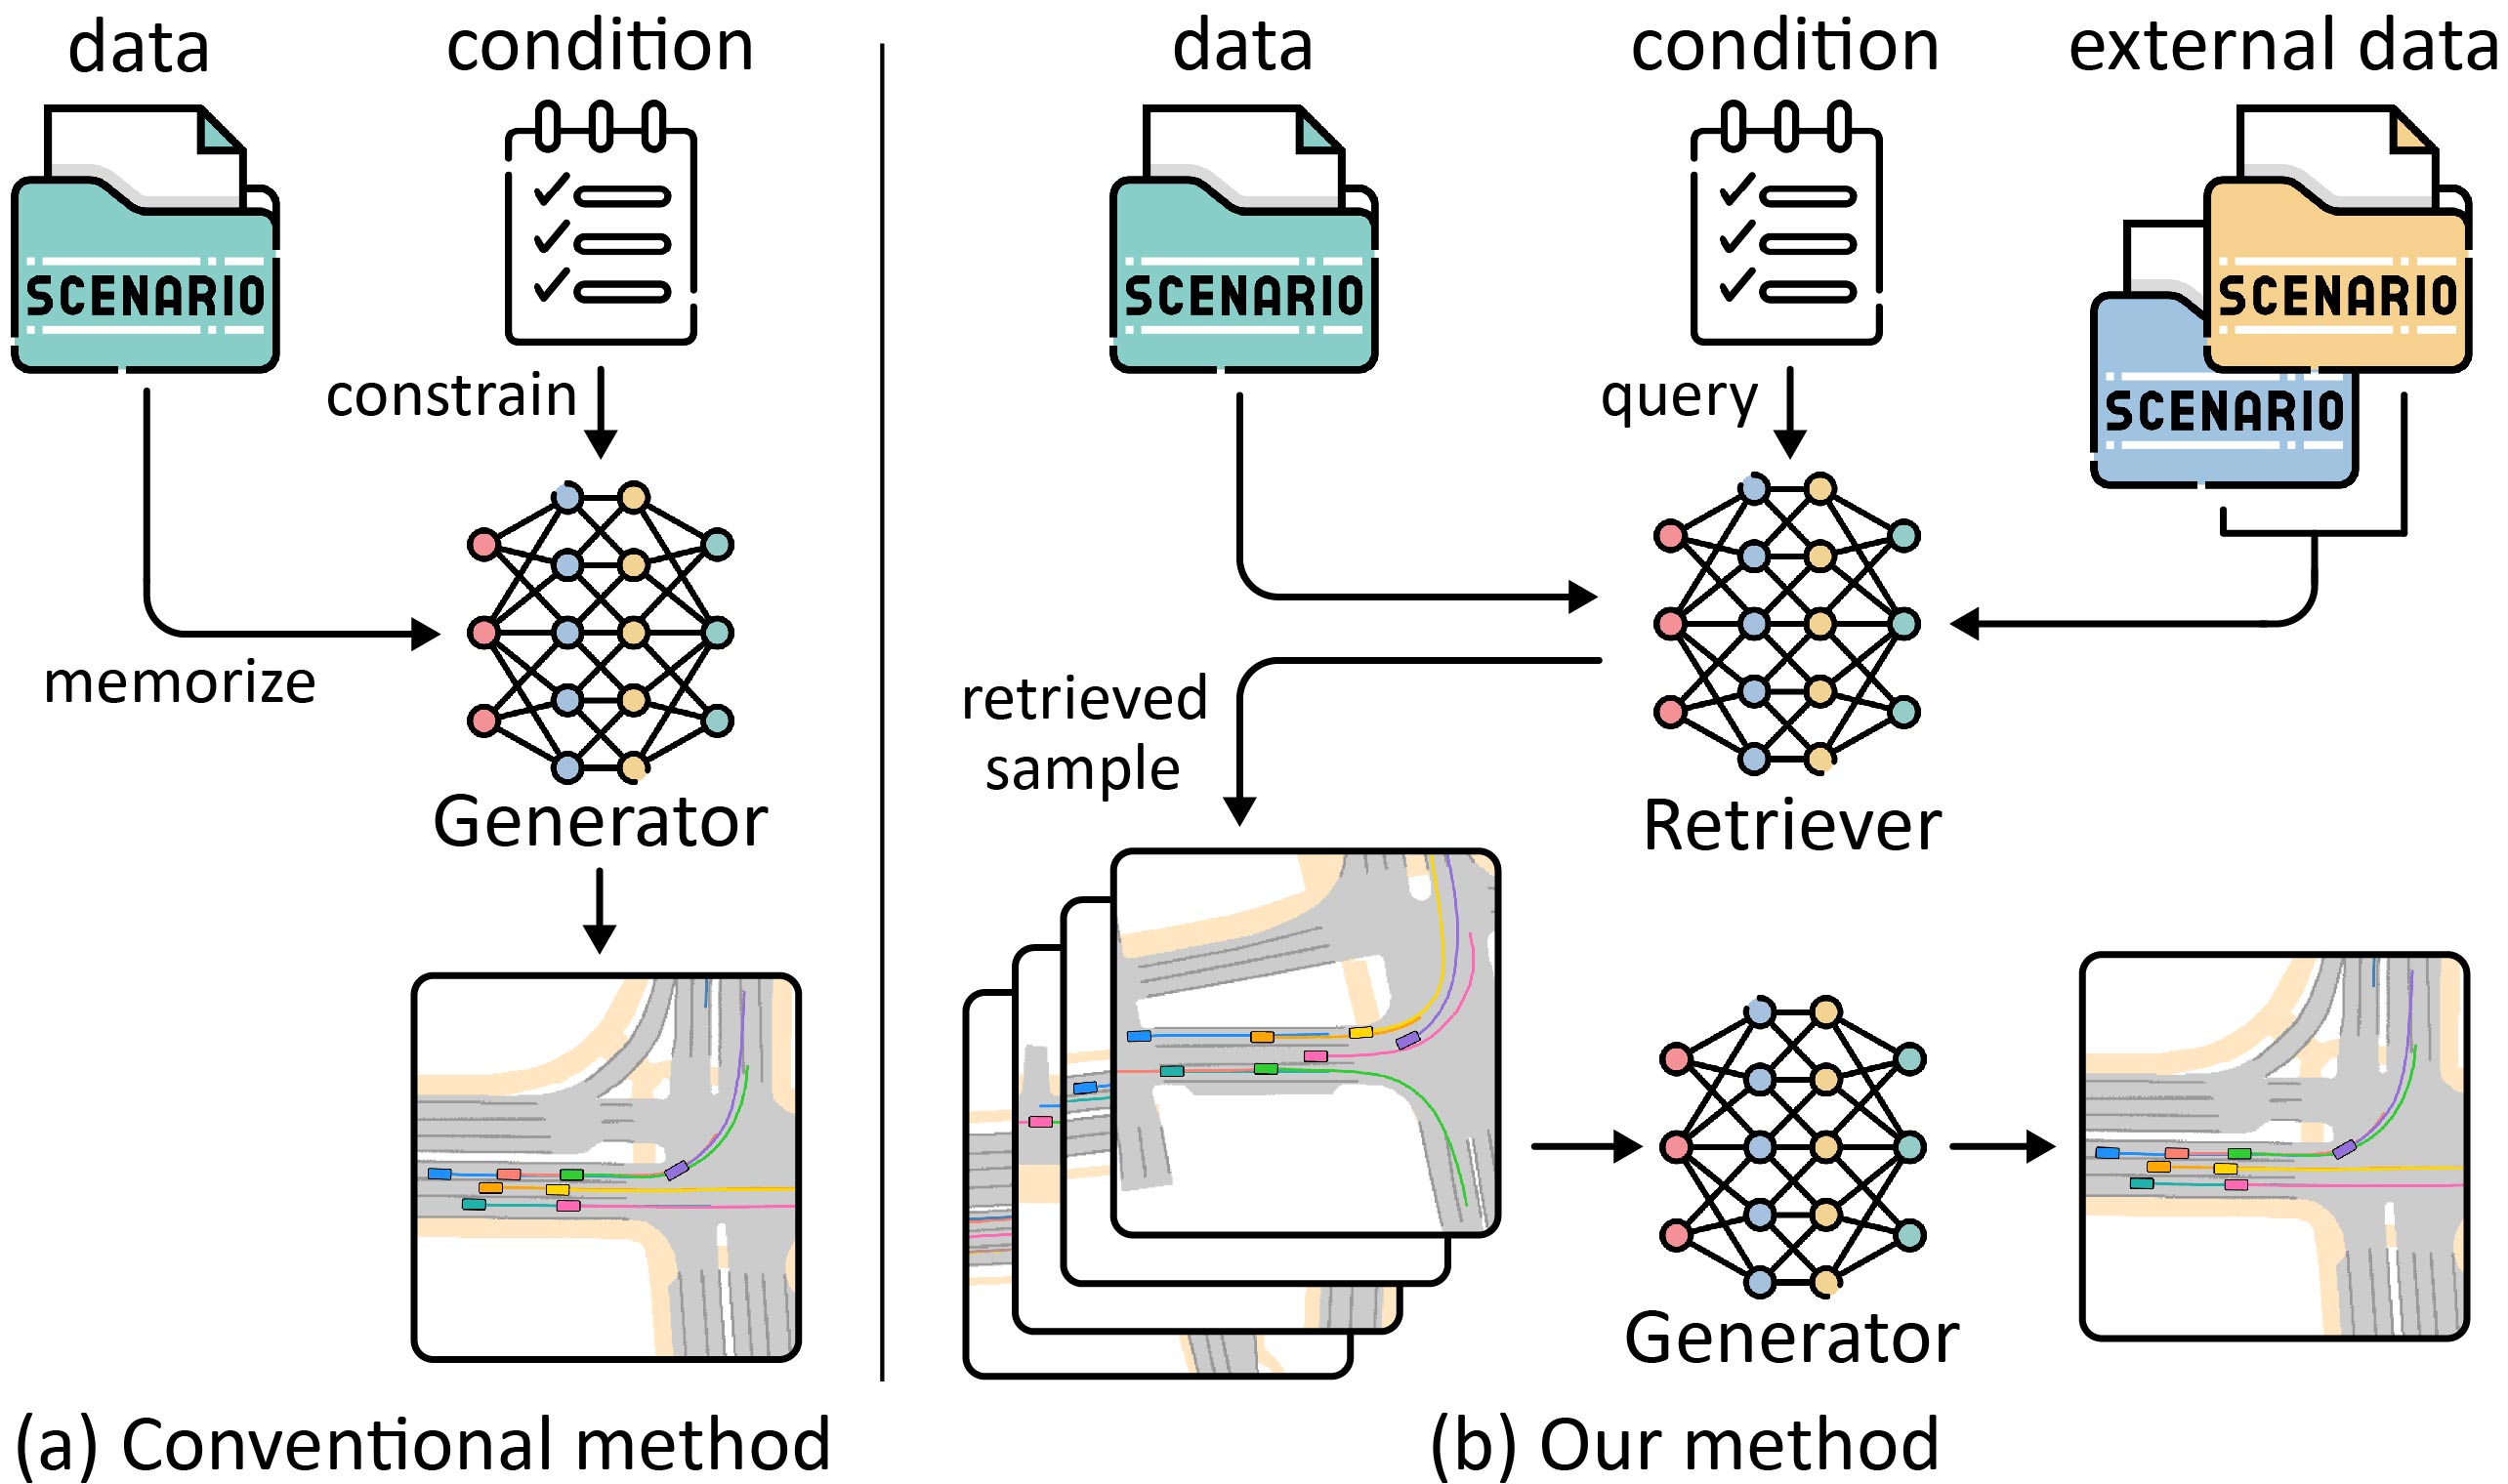 data
condition
SCENARIO
constrain
memorize
Generator
(a) Conventional method
data
condition
external data
SCENARIO
SCENARIO
SCENARIO
query
retrieved
sample
Retriever
Generator
(b) Our method